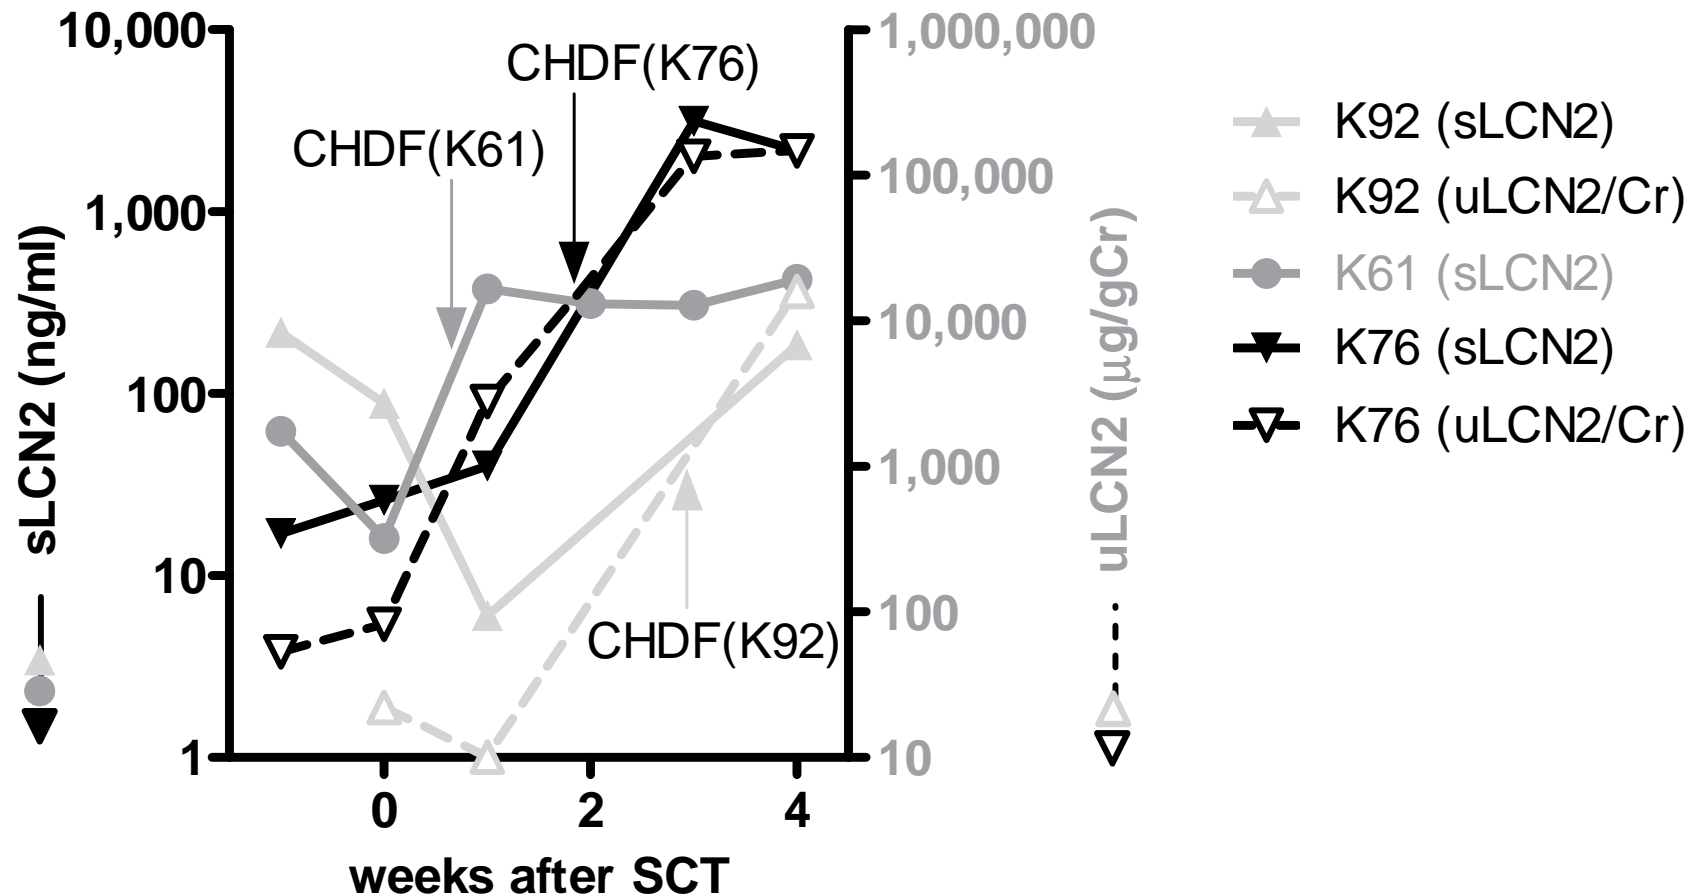 10,000
1,000
100
10
1
sLCN2 (ng/ml)
CHDF(K76)
CHDF(K61)
CHDF(K92)
1,000,000
100,000
10,000
1,000
100
10
uLCN2 (μg/gCr)
0 2 4
weeks after SCT
K92 (sLCN2)
K92 (uLCN2/Cr)
K61 (sLCN2)
K76 (sLCN2)
K76 (uLCN2/Cr)